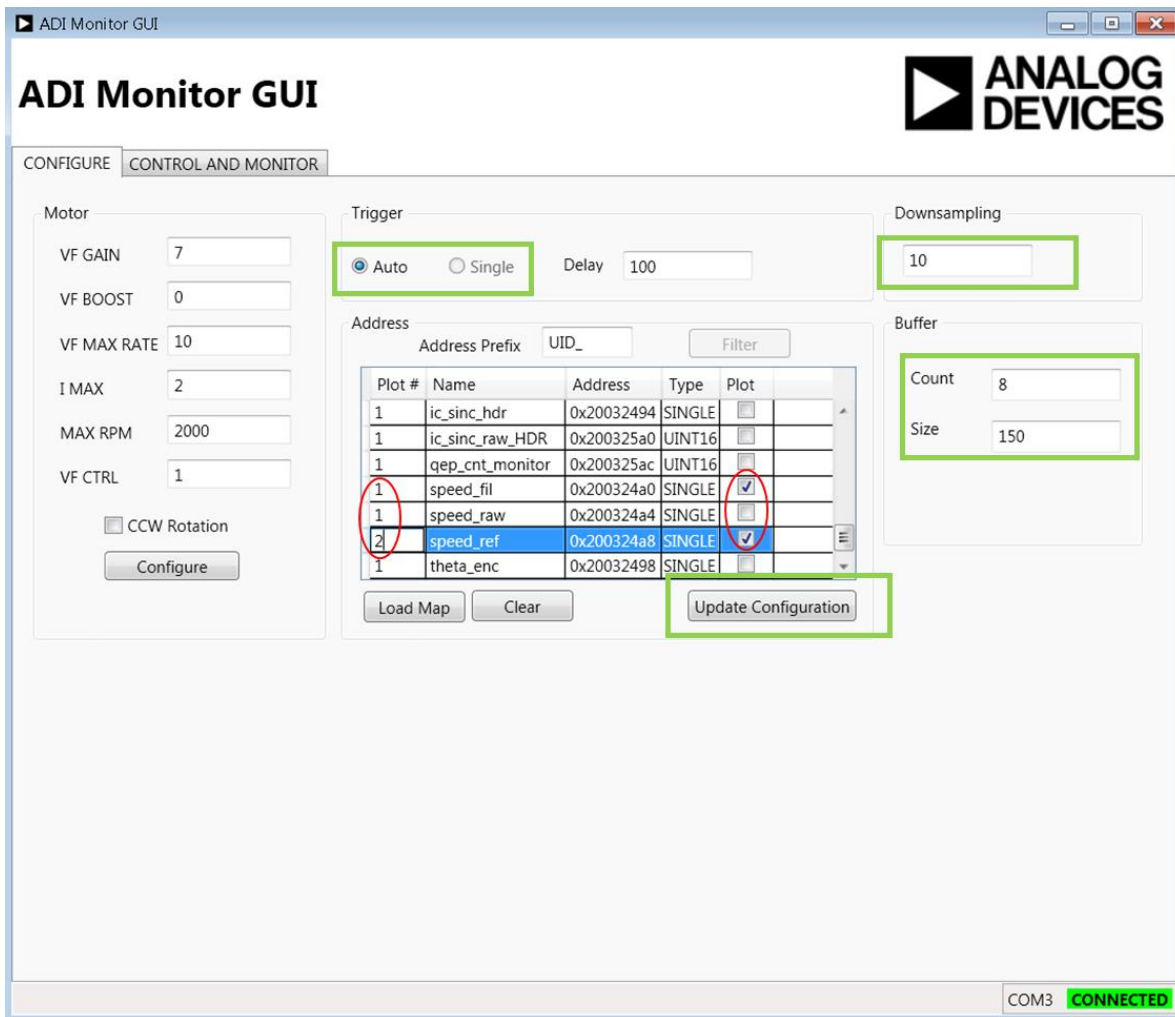 ADI Monitor GUI
ADI Monitor GUI
ANALOG
DEVICES
CONFIGURE CONTROL AND MONITOR
Motor
VF GAIN 7
VF BOOST 0
VF MAX RATE 10
I MAX 2
MAX RPM 2000
VF CTRL 1
CCW Rotation
Configure
Trigger
Auto Single Delay 100
Address
Address Prefix UID_ Filter
Plot # Name Address Type Plot
1 ic_sinc_hdr 0x20032494 SINGLE
1 ic_sinc_raw_HDR 0x200325a0 UINT16
1 qep_cnt_monitor 0x200325ac UINT16
1 speed_fil 0x200324a0 SINGLE
1 speed_raw 0x200324a4 SINGLE
2 speed_ref 0x200324a8 SINGLE
1 theta_enc 0x20032498 SINGLE
Load Map Clear Update Configuration
Downsampling
10
Buffer
Count 8
Size 150
COM3 CONNECTED